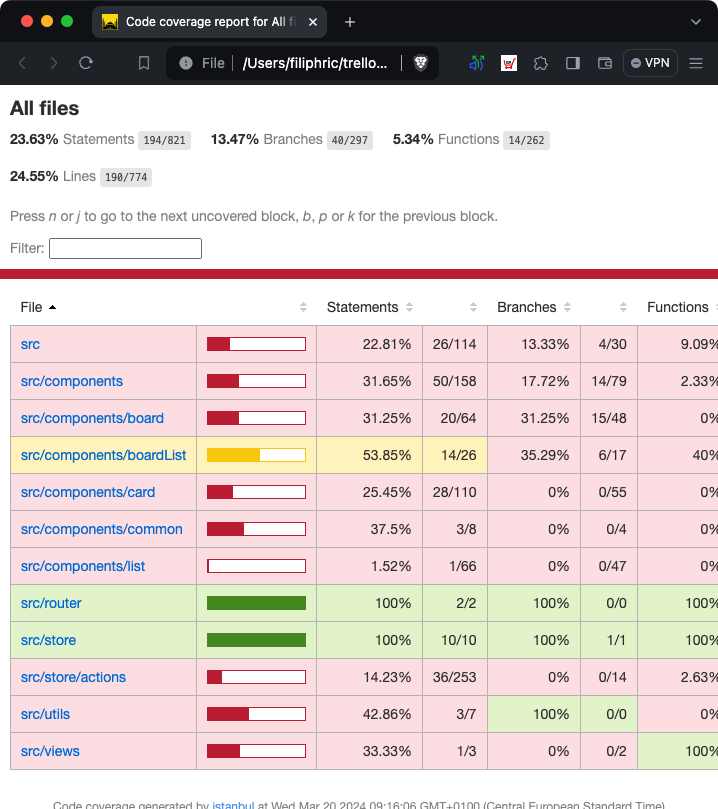 Code coverage report for All fi
File
/Users/filiphric/trello...
VPN
All files
23.63% Statements 194/821 13.47% Branches 40/297 5.34% Functions 14/262
24.55% Lines 190/774
Press n or j to go to the next uncovered block, b, p or k for the previous block.
Filter:
File Statements Branches Functions
src 22.81% 26/114 13.33% 4/30 9.09%
src/components 31.65% 50/158 17.72% 14/79 2.33%
src/components/board 31.25% 20/64 31.25% 15/48 0%
src/components/boardList 53.85% 14/26 35.29% 6/17 40%
src/components/card 25.45% 28/110 0% 0/55 0%
src/components/common 37.5% 3/8 0% 0/4 0%
src/components/list 1.52% 1/66 0% 0/47 0%
src/router 100% 2/2 100% 0/0 100%
src/store 100% 10/10 100% 1/1 100%
src/store/actions 14.23% 36/253 0% 0/14 2.63%
src/utils 42.86% 3/7 100% 0/0 0%
src/views 33.33% 1/3 0% 0/2 100%
Code coverage generated by istanbul at Wed Mar 20 2024 09:16:06 GMT+0100 (Central European Standard Time)